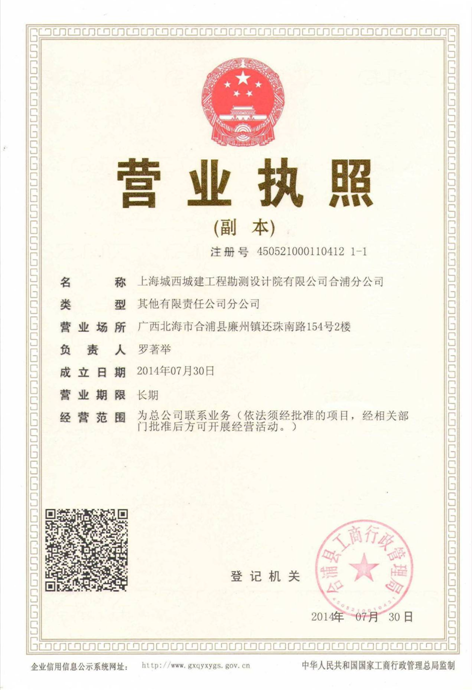 营业执照
(副 本)
注册号 450521000110412 1-1
名 称 上海城西城建工程勘测设计院有限公司合浦分公司
类 型 其他有限责任公司分公司
营业场所 广西北海市合浦县廉州镇还珠南路154号2楼
负 责 人 罗著举
成立日期 2014年07月30日
营业期限 长期
经营范围 为总公司联系业务（依法须经批准的项目，经相关部
门批准后方可开展经营活动。）
合浦县工商行政管理局
登记机关
2014年 07月 30日
企业信用信息公示系统网址： http://www.gxqyxygs.gov.cn 中华人民共和国国家工商行政管理总局监制